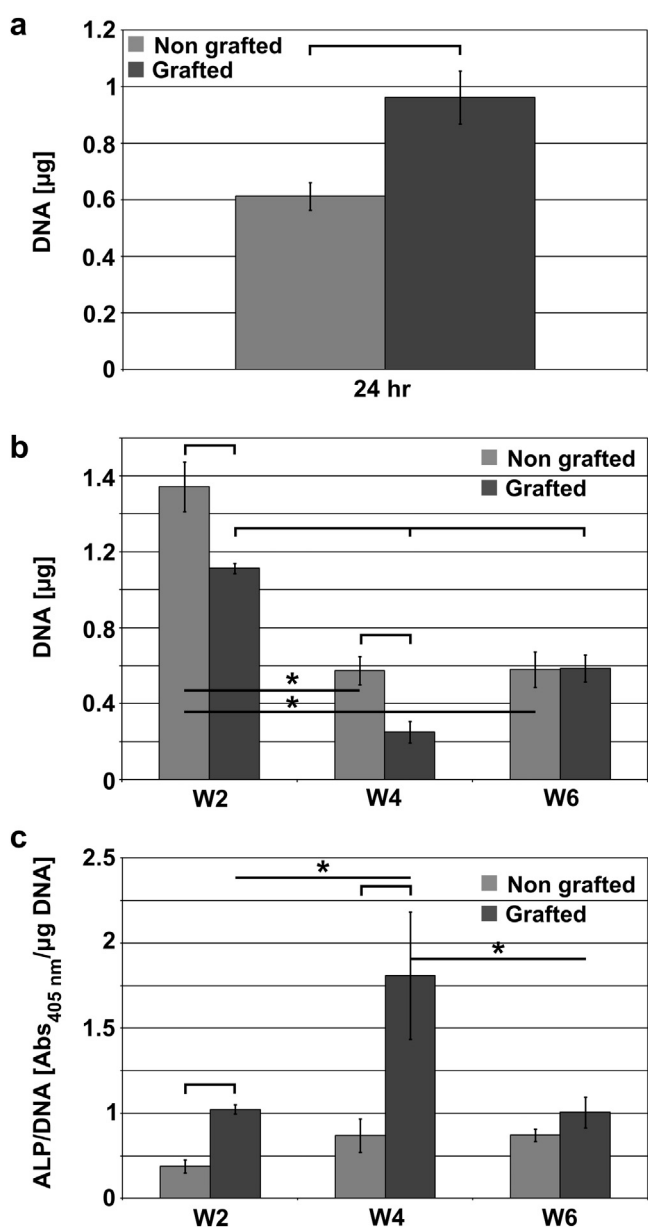 a
1.2
1
0.8
0.6
0.4
0.2
0
DNA [µg]
Non grafted
Grafted
24 hr
b
1.4
1.2
0.8
0.4
0
DNA [µg]
Non grafted
Grafted
*
*
W2 W4 W6
c
2.5
2
1.5
1
0
ALP/DNA [Abs405 nm/µg DNA]
Non grafted
Grafted
*
*
W2 W4 W6